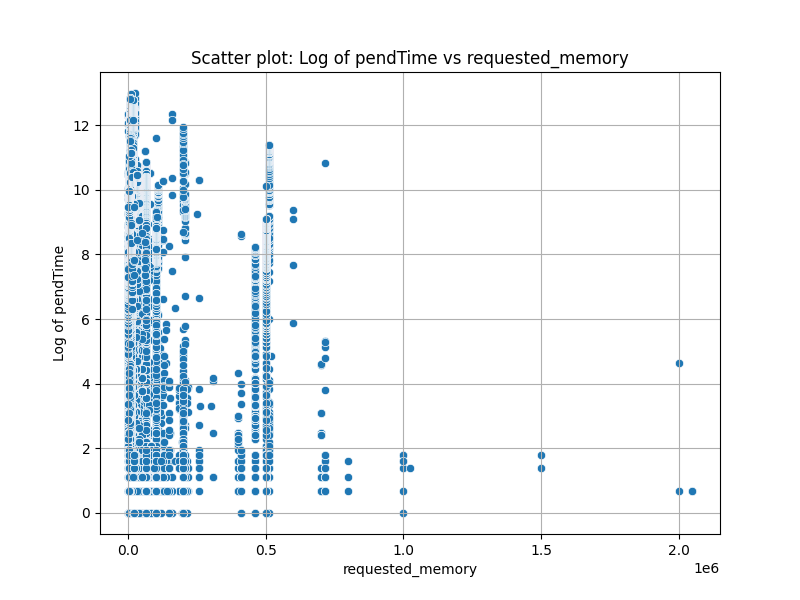 Scatter plot: Log of pendTime vs requested_memory
Log of pendTime
12
10
8
6
4
2
0
0.0 0.5 1.0 1.5 2.0
1e6
requested_memory